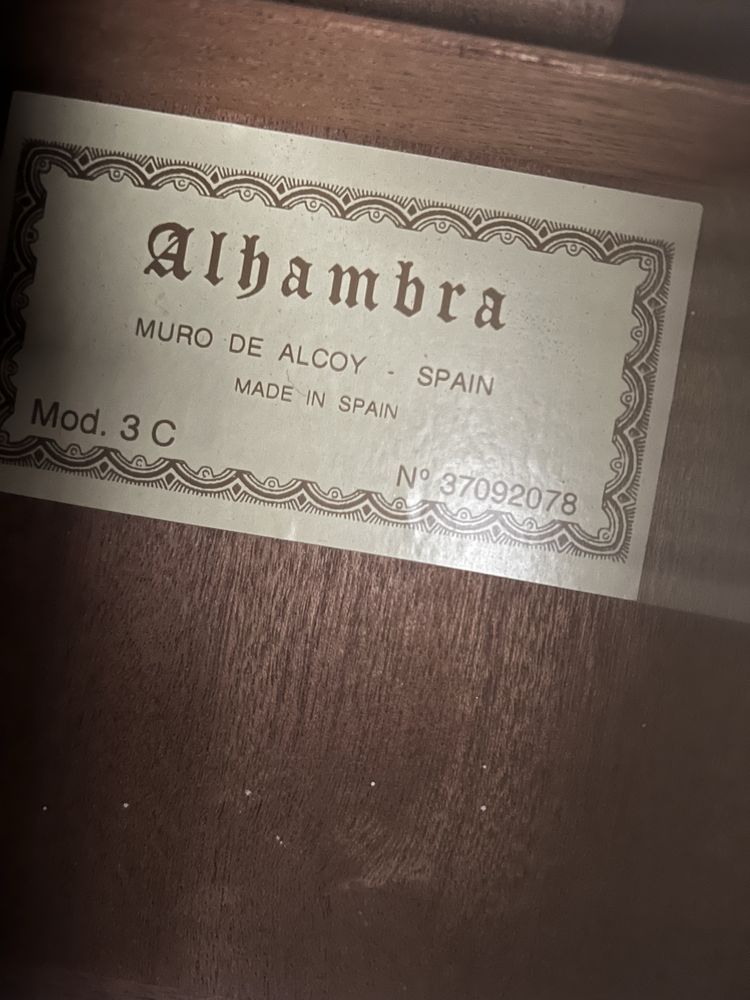 Alhambra
MURO DE ALCOY - SPAIN
MADE IN SPAIN
Mod. 3 C
Nº 37092078